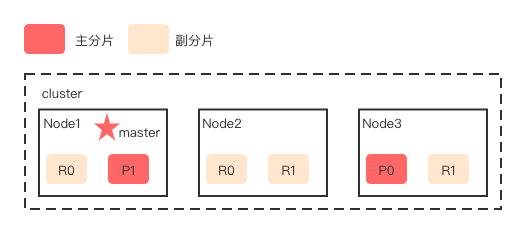 主分片 副分片
cluster
Node1 master Node2 Node3
R0 P1 R0 R1 P0 R1